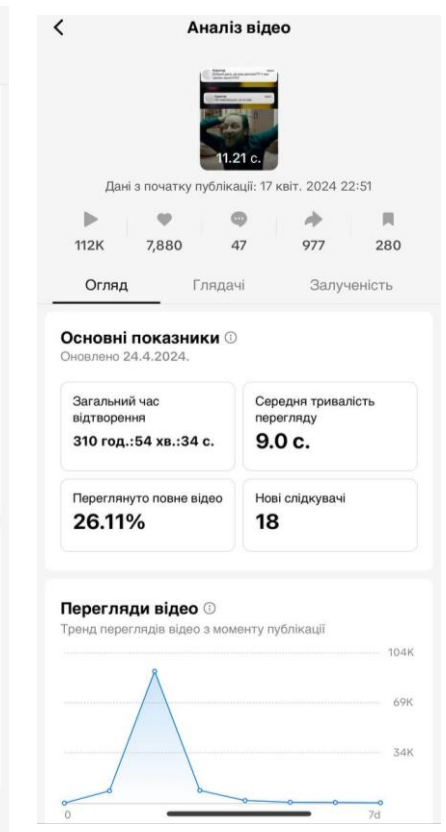 Аналіз відео
11.21 с.
Дані з початку публікації: 17 квіт. 2024 22:51
112K 7,880 47 977 280
Огляд Глядачі Залученість
Основні показники
Оновлено 24.4.2024.
Загальний час
відтворення
310 год.:54 хв.:34 с.
Середня тривалість
перегляду
9.0 с.
Переглянуто повне відео
26.11%
Нові слідкувачі
18
Перегляди відео
Тренд переглядів відео з моменту публікації
104K
69K
34K
0 7d